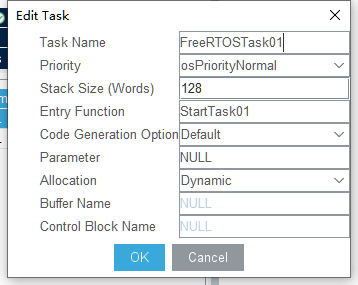 Edit Task
Task Name FreeRTOSTask01
Priority osPriorityNormal
Stack Size (Words) 128
Entry Function StartTask01
Code Generation Option Default
Parameter NULL
Allocation Dynamic
Buffer Name NULL
Control Block Name NULL
OK Cancel